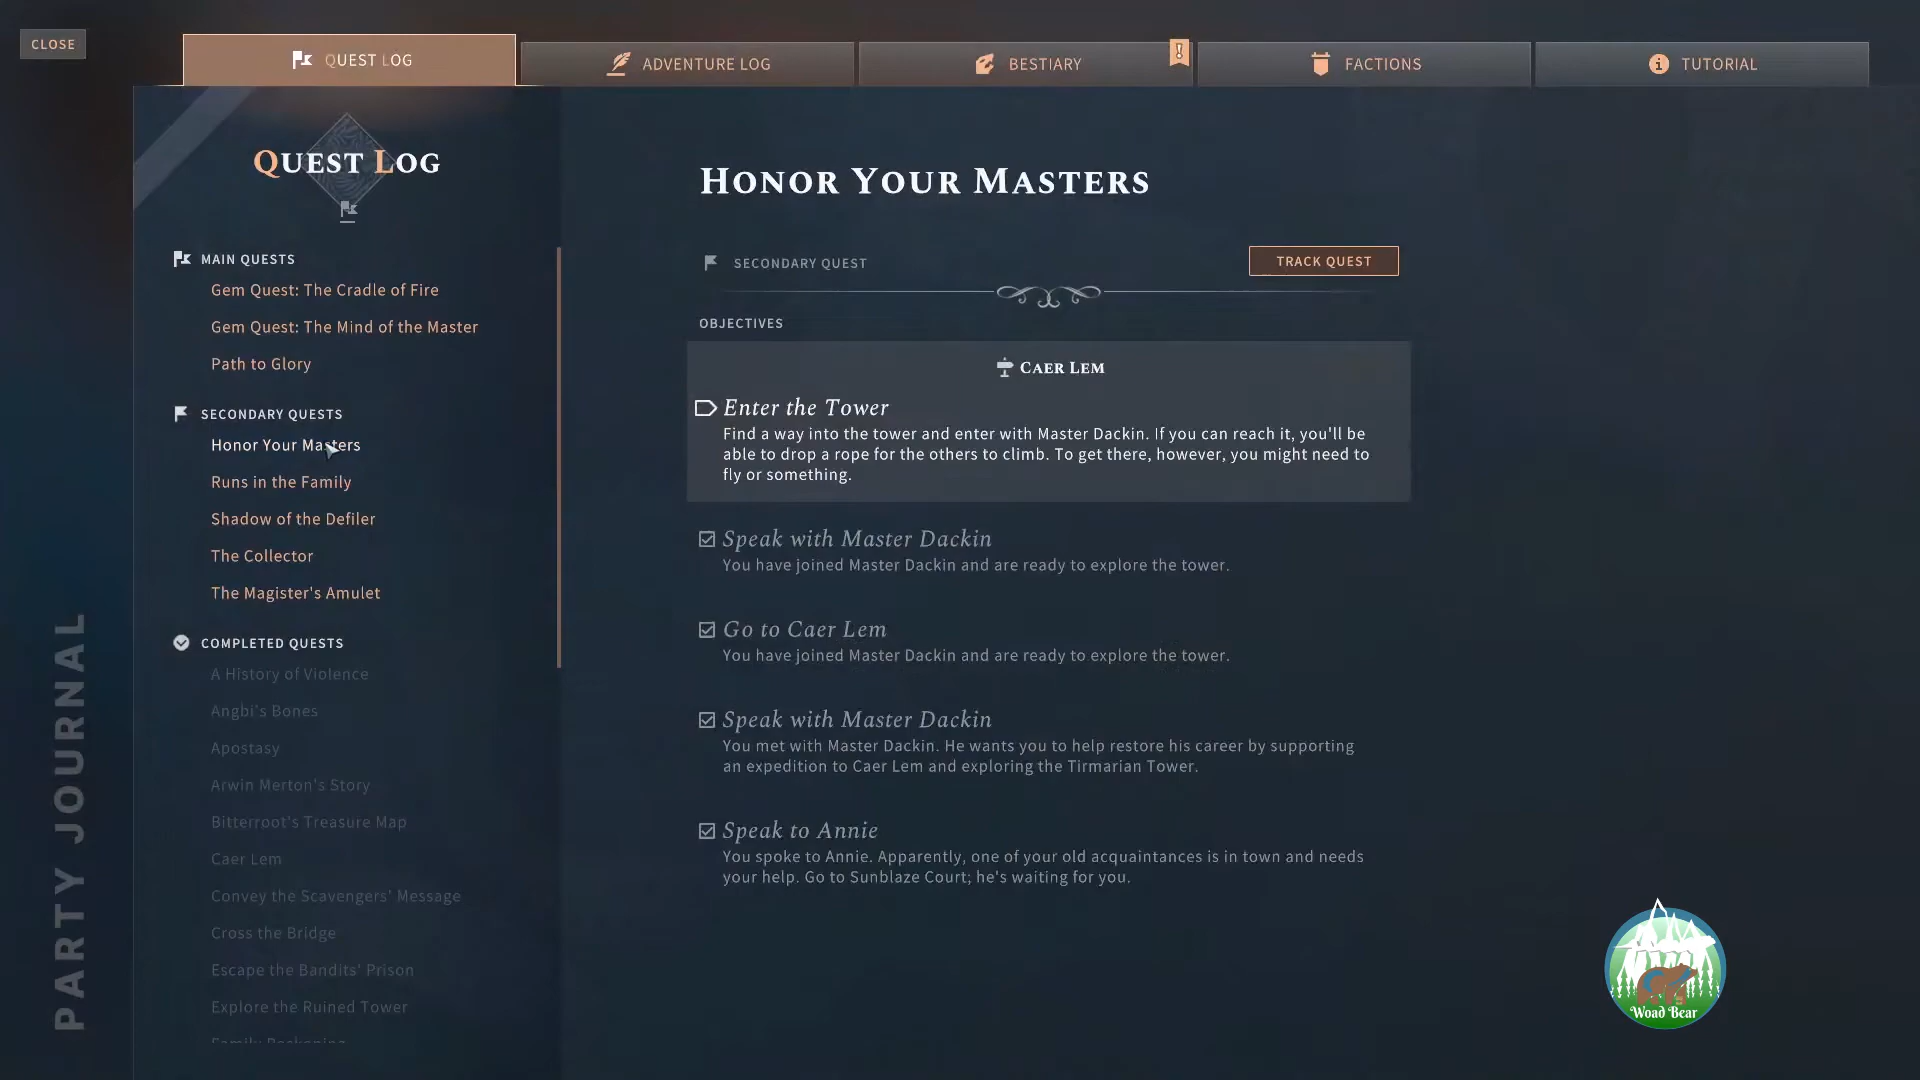 CLOSE
QUEST LOG
ADVENTURE LOG
BESTIARY
FACTIONS
TUTORIAL
QUEST LOG
MAIN QUESTS
Gem Quest: The Cradle of Fire
Gem Quest: The Mind of the Master
Path to Glory
SECONDARY QUESTS
Honor Your Masters
Runs in the Family
Shadow of the Defiler
The Collector
The Magister's Amulet
COMPLETED QUESTS
A History of Violence
Angbi's Bones
Apostasy
Arwin Merton's Story
Bitterroot's Treasure Map
Caer Lem
Convey the Scavengers' Message
Cross the Bridge
Escape the Bandits' Prison
Explore the Ruined Tower
PARTY JOURNAL
HONOR YOUR MASTERS
SECONDARY QUEST
TRACK QUEST
OBJECTIVES
CAER LEM
Enter the Tower
Find a way into the tower and enter with Master Dackin. If you can reach it, you'll be
able to drop a rope for the others to climb. To get there, however, you might need to
fly or something.
Speak with Master Dackin
You have joined Master Dackin and are ready to explore the tower.
Go to Caer Lem
You have joined Master Dackin and are ready to explore the tower.
Speak with Master Dackin
You met with Master Dackin. He wants you to help restore his career by supporting
an expedition to Caer Lem and exploring the Tirmarian Tower.
Speak to Annie
You spoke to Annie. Apparently, one of your old acquaintances is in town and needs
your help. Go to Sunblaze Court; he's waiting for you.
Woad Bear